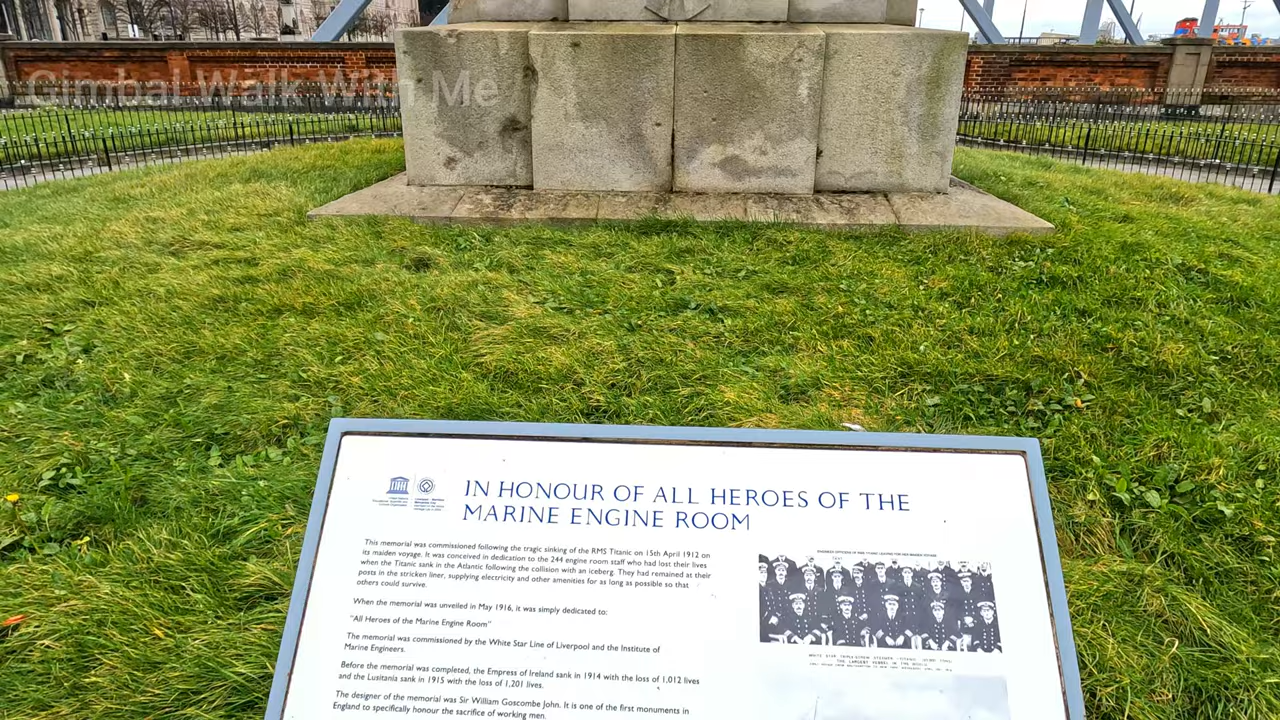 Gimbal Walk With Me
IN HONOUR OF ALL HEROES OF THE
MARINE ENGINE ROOM
This memorial was commissioned following the tragic sinking of the RMS Titanic on 15th April 1912 on
its maiden voyage. It was conceived in dedication to the 244 engine room staff who had lost their lives
when the Titanic sank in the Atlantic following the collision with an iceberg. They had remained at their
posts in the stricken liner, supplying electricity and other amenities for as long as possible so that
others could survive.
When the memorial was unveiled in May 1916, it was simply dedicated to:
"All Heroes of the Marine Engine Room"
The memorial was commissioned by the White Star Line of Liverpool and the Institute of
Marine Engineers.
Before the memorial was completed, the Empress of Ireland sank in 1914 with the loss of 1,012 lives
and the Lusitania sank in 1915 with the loss of 1,201 lives.
The designer of the memorial was Sir William Goscombe John. It is one of the first monuments in
England to specifically honour the sacrifice of working men.